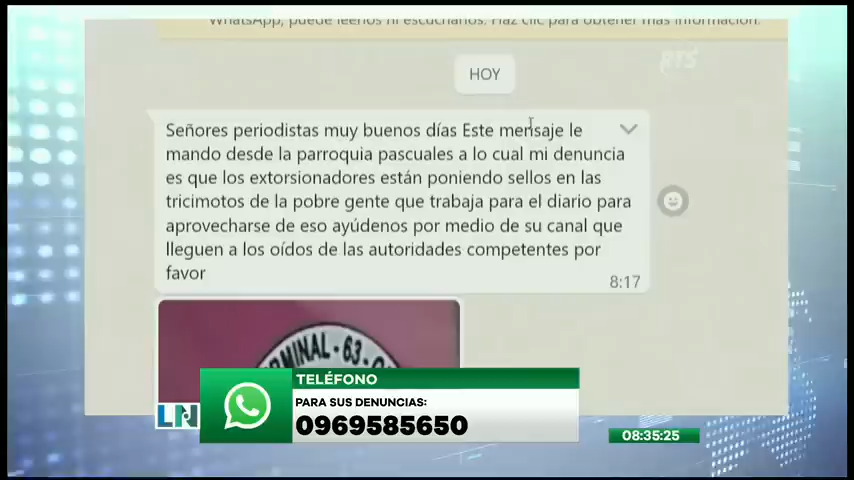 WhatsApp, puede leerlos ni escucharlos. Haz clic para obtener más información.
RTS
HOY
Señores periodistas muy buenos días Este mensaje le
mando desde la parroquia pascuales a lo cual mi denuncia
es que los extorsionadores están poniendo sellos en las
tricimotos de la pobre gente que trabaja para el diario para
aprovecharse de eso ayúdenos por medio de su canal que
lleguen a los oídos de las autoridades competentes por
favor
8:17
RMINAL - 63 -
TELÉFONO
PARA SUS DENUNCIAS:
0969585650
LN
08:35:25